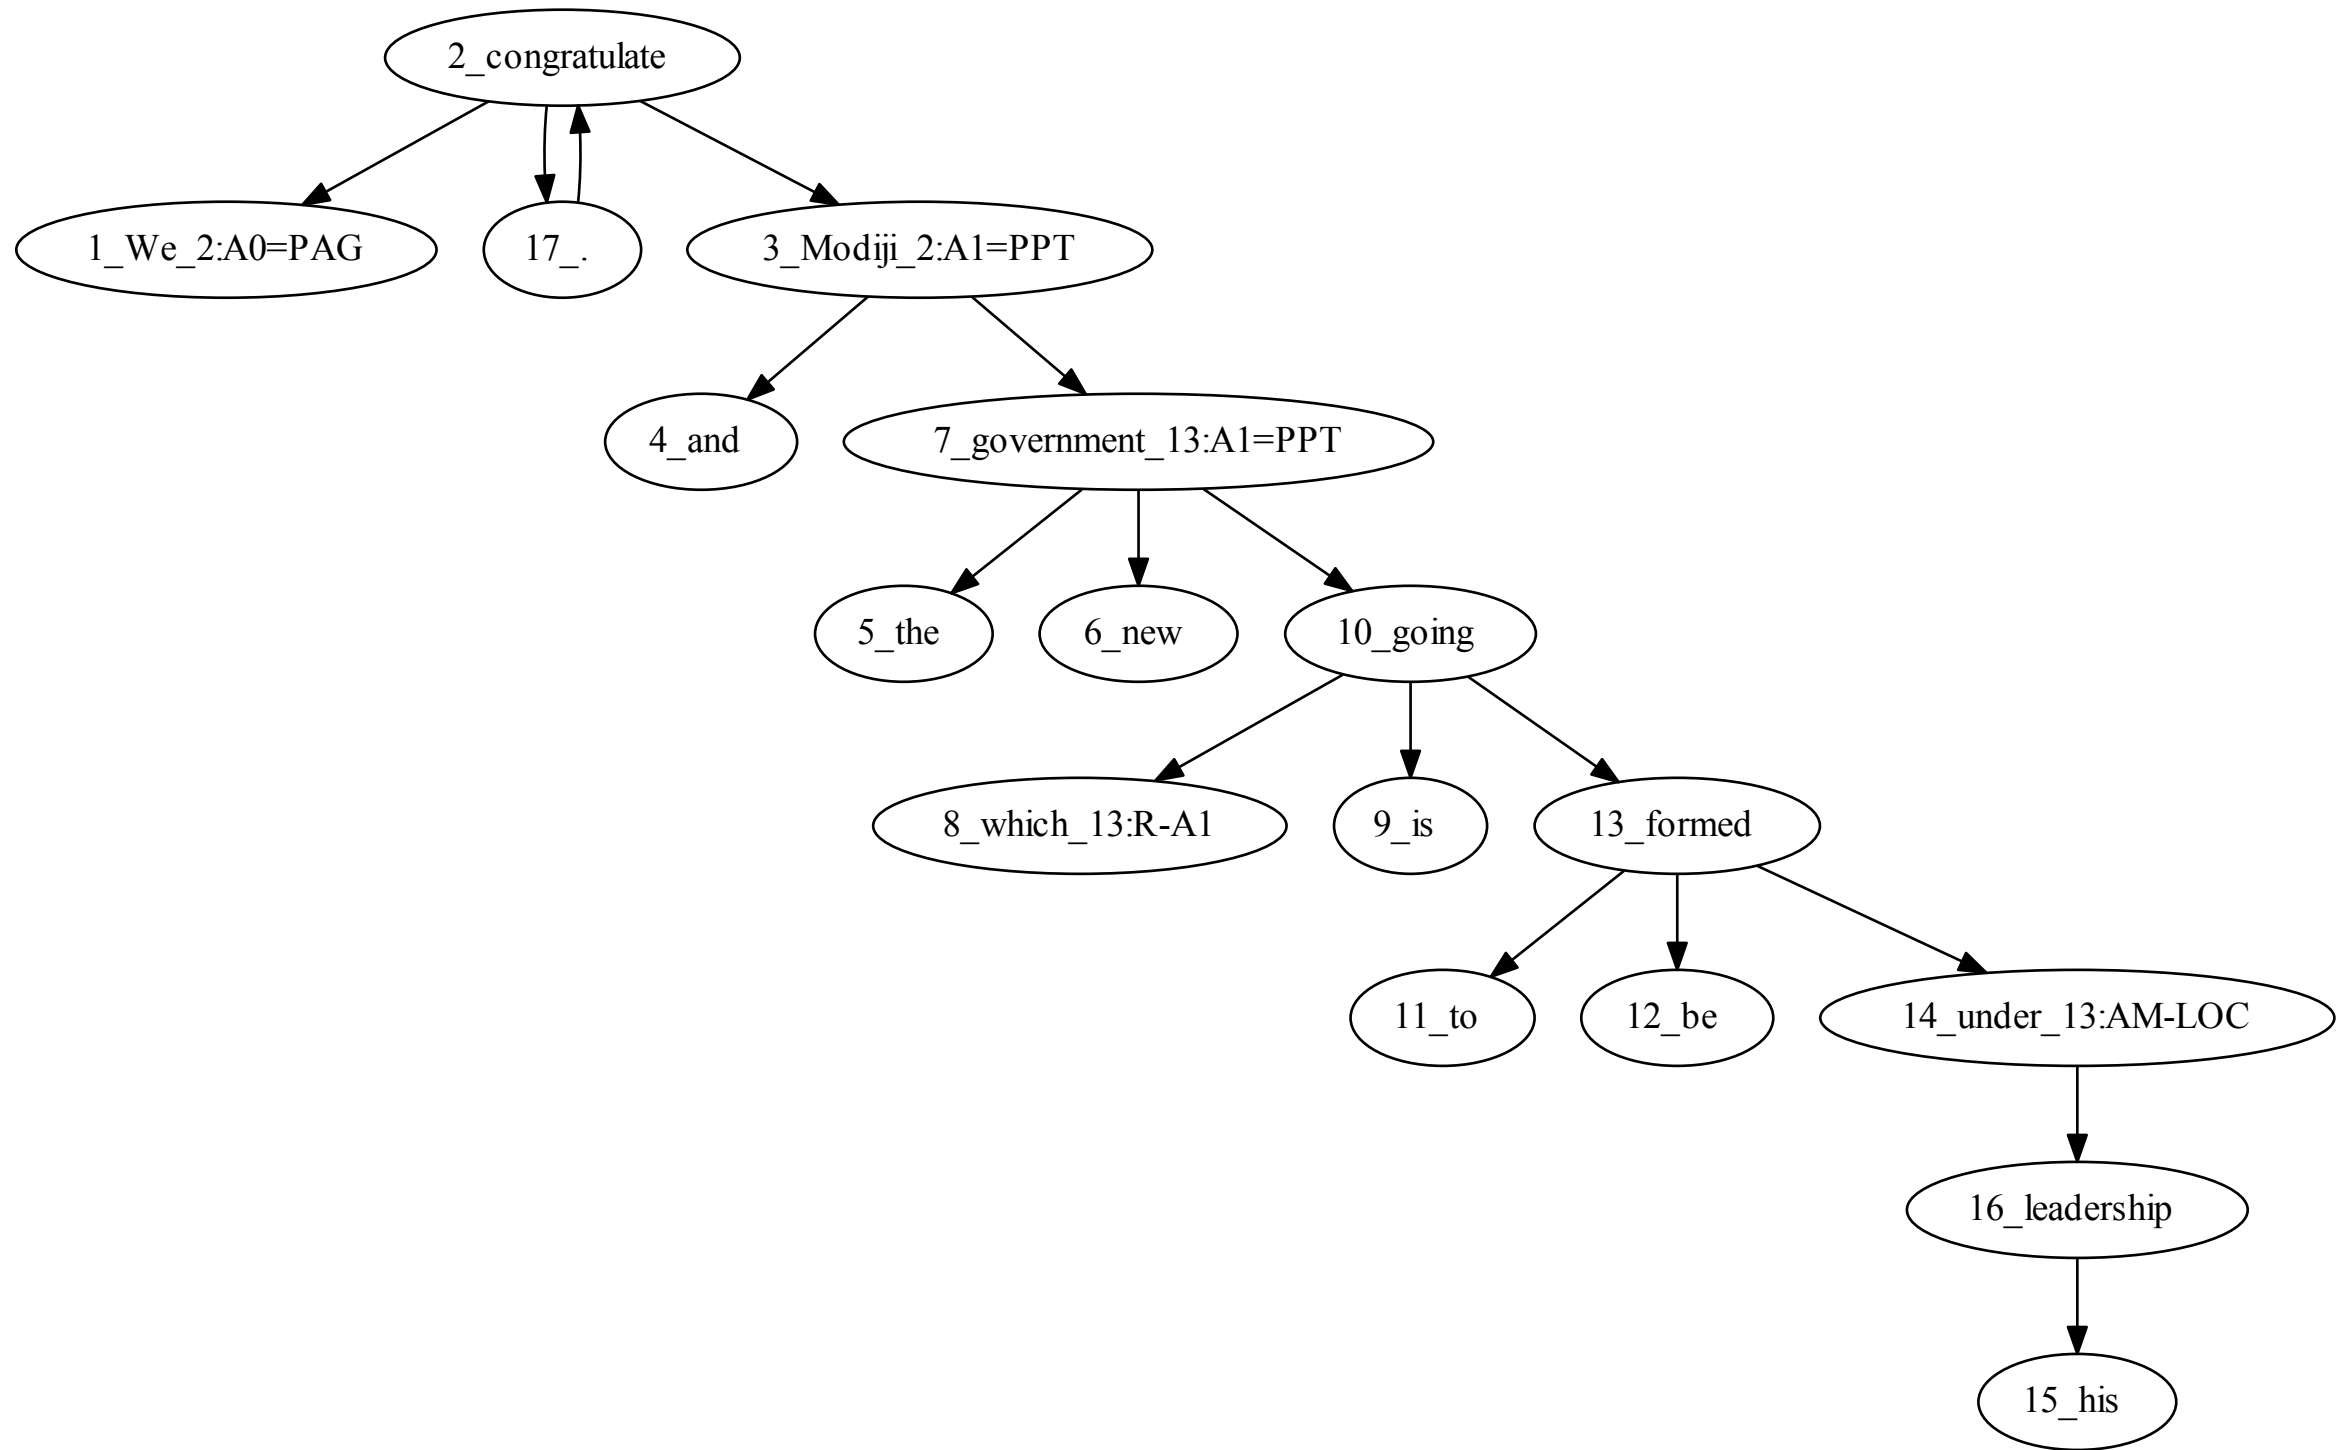 2_congratulate
1_We_2:A0=PAG
17_.
3_Modiji_2:A1=PPT
4_and
7_government_13:A1=PPT
5_the
6_new
10_going
8_which_13:R-A1
9_is
13_formed
11_to
12_be
14_under_13:AM-LOC
16_leadership
15_his